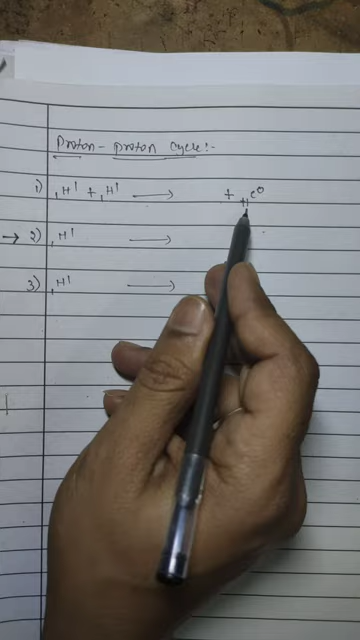 Proton - Proton Cycle:-
1) ₁H¹ + ₁H¹ ⟶ + ₊₁e⁰
→ 2) ₁H¹ ⟶
3) ₁H¹ ⟶